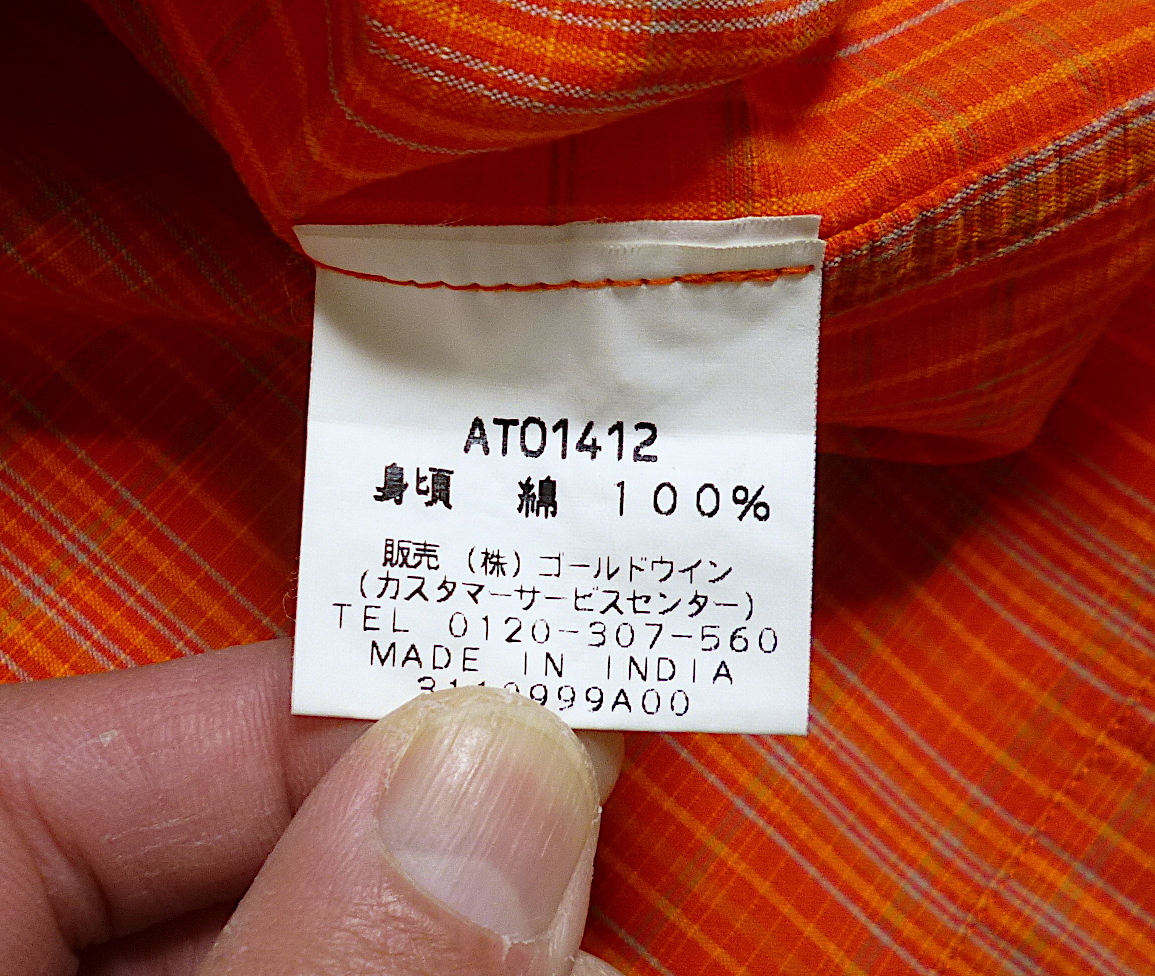 AT01412
身頃 綿 100%
販売 (株)ゴールドウイン
(カスタマーサービスセンター)
TEL 0120-307-560
MADE IN INDIA